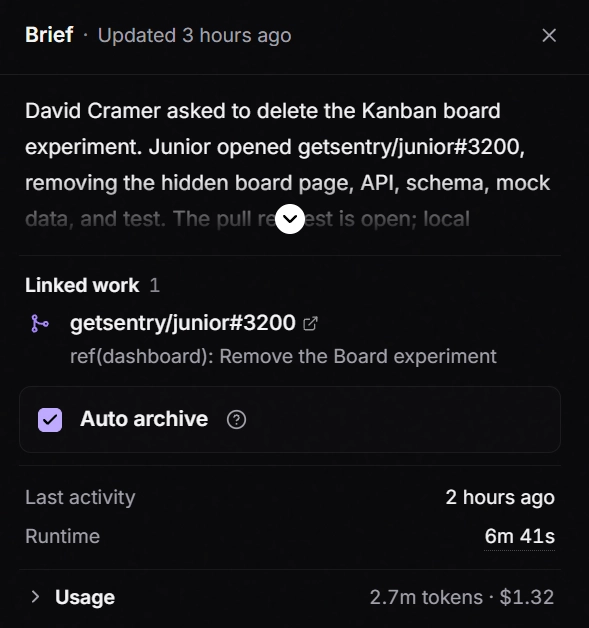 Brief · Updated 3 hours ago
David Cramer asked to delete the Kanban board
experiment. Junior opened getsentry/junior#3200,
removing the hidden board page, API, schema, mock
data, and test. The pull is open; local
Linked work 1
getsentry/junior#3200
ref(dashboard): Remove the Board experiment
Auto archive
Last activity 2 hours ago
Runtime 6m 41s
Usage 2.7m tokens · $1.32